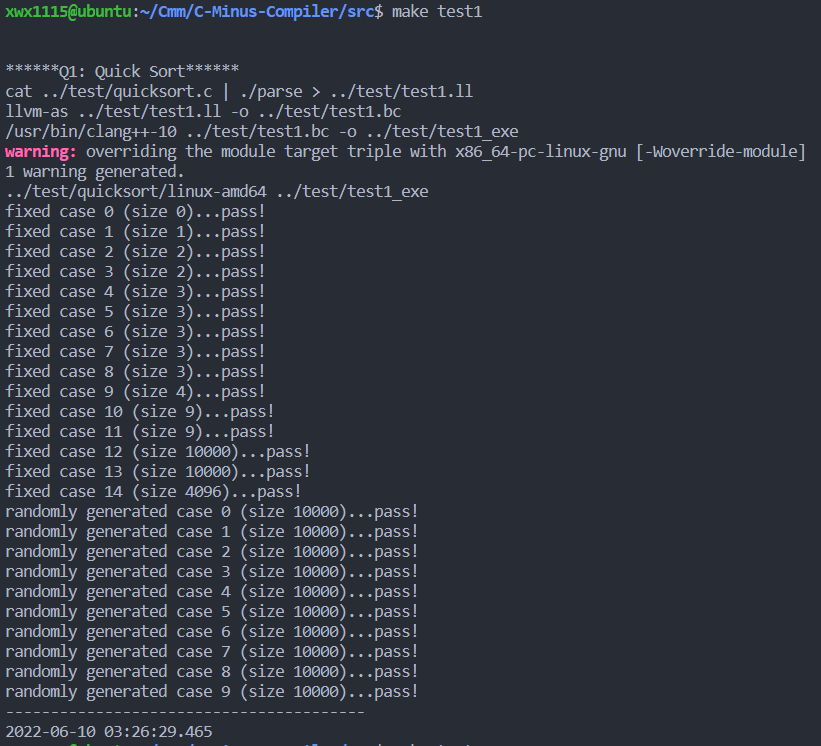 xwx1115@ubuntu:~/Cmm/C-Minus-Compiler/src$ make test1
******Q1: Quick Sort******
cat ../test/quicksort.c | ./parse > ../test/test1.ll
llvm-as ../test/test1.ll -o ../test/test1.bc
/usr/bin/clang++-10 ../test/test1.bc -o ../test/test1_exe
warning: overriding the module target triple with x86_64-pc-linux-gnu [-Woverride-module]
1 warning generated.
../test/quicksort/linux-amd64 ../test/test1_exe
fixed case 0 (size 0)...pass!
fixed case 1 (size 1)...pass!
fixed case 2 (size 2)...pass!
fixed case 3 (size 2)...pass!
fixed case 4 (size 3)...pass!
fixed case 5 (size 3)...pass!
fixed case 6 (size 3)...pass!
fixed case 7 (size 3)...pass!
fixed case 8 (size 3)...pass!
fixed case 9 (size 4)...pass!
fixed case 10 (size 9)...pass!
fixed case 11 (size 9)...pass!
fixed case 12 (size 10000)...pass!
fixed case 13 (size 10000)...pass!
fixed case 14 (size 4096)...pass!
randomly generated case 0 (size 10000)...pass!
randomly generated case 1 (size 10000)...pass!
randomly generated case 2 (size 10000)...pass!
randomly generated case 3 (size 10000)...pass!
randomly generated case 4 (size 10000)...pass!
randomly generated case 5 (size 10000)...pass!
randomly generated case 6 (size 10000)...pass!
randomly generated case 7 (size 10000)...pass!
randomly generated case 8 (size 10000)...pass!
randomly generated case 9 (size 10000)...pass!
----------------------------------------
2022-06-10 03:26:29.465